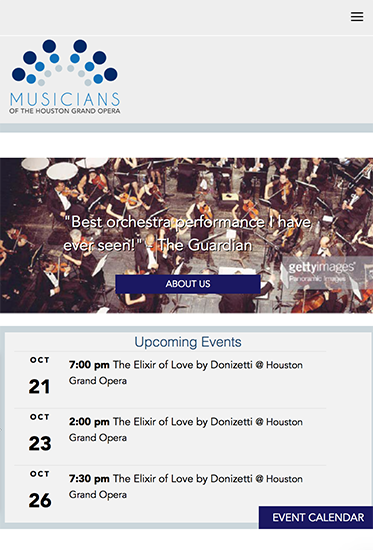 MUSICIANS
OF THE HOUSTON GRAND OPERA
"Best orchestra performance I have
ever seen!" - The Guardian
gettyimages®
Panoramic Images
ABOUT US
Upcoming Events
OCT
21
7:00 pm The Elixir of Love by Donizetti @ Houston
Grand Opera
OCT
23
2:00 pm The Elixir of Love by Donizetti @ Houston
Grand Opera
OCT
26
7:30 pm The Elixir of Love by Donizetti @ Houston
Grand Opera
EVENT CALENDAR